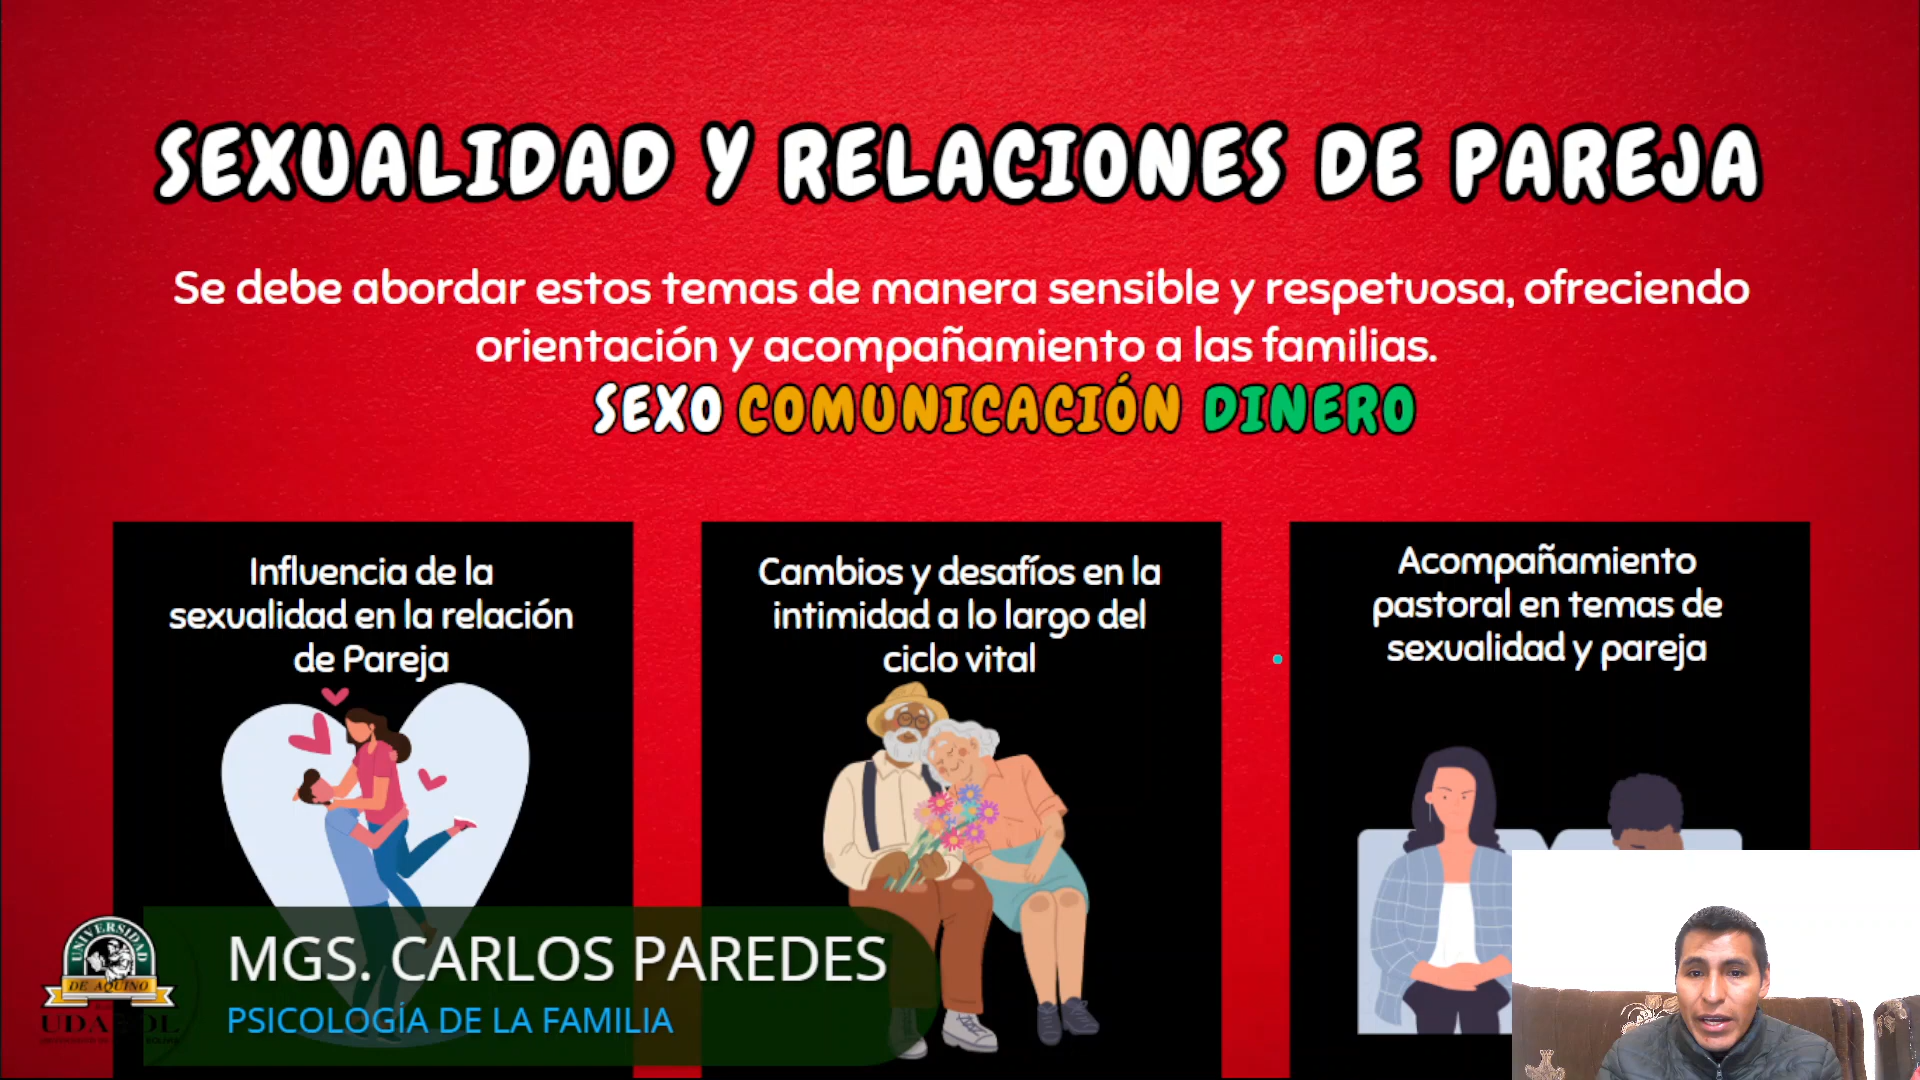 SEXUALIDAD Y RELACIONES DE PAREJA
Se debe abordar estos temas de manera sensible y respetuosa, ofreciendo
orientación y acompañamiento a las familias.
SEXO COMUNICACIÓN DINERO
Influencia de la
sexualidad en la relación
de Pareja
Cambios y desafíos en la
intimidad a lo largo del
ciclo vital
Acompañamiento
pastoral en temas de
sexualidad y pareja
UNIVERSIDAD
DE AQUINO
MGS. CARLOS PAREDES
PSICOLOGÍA DE LA FAMILIA